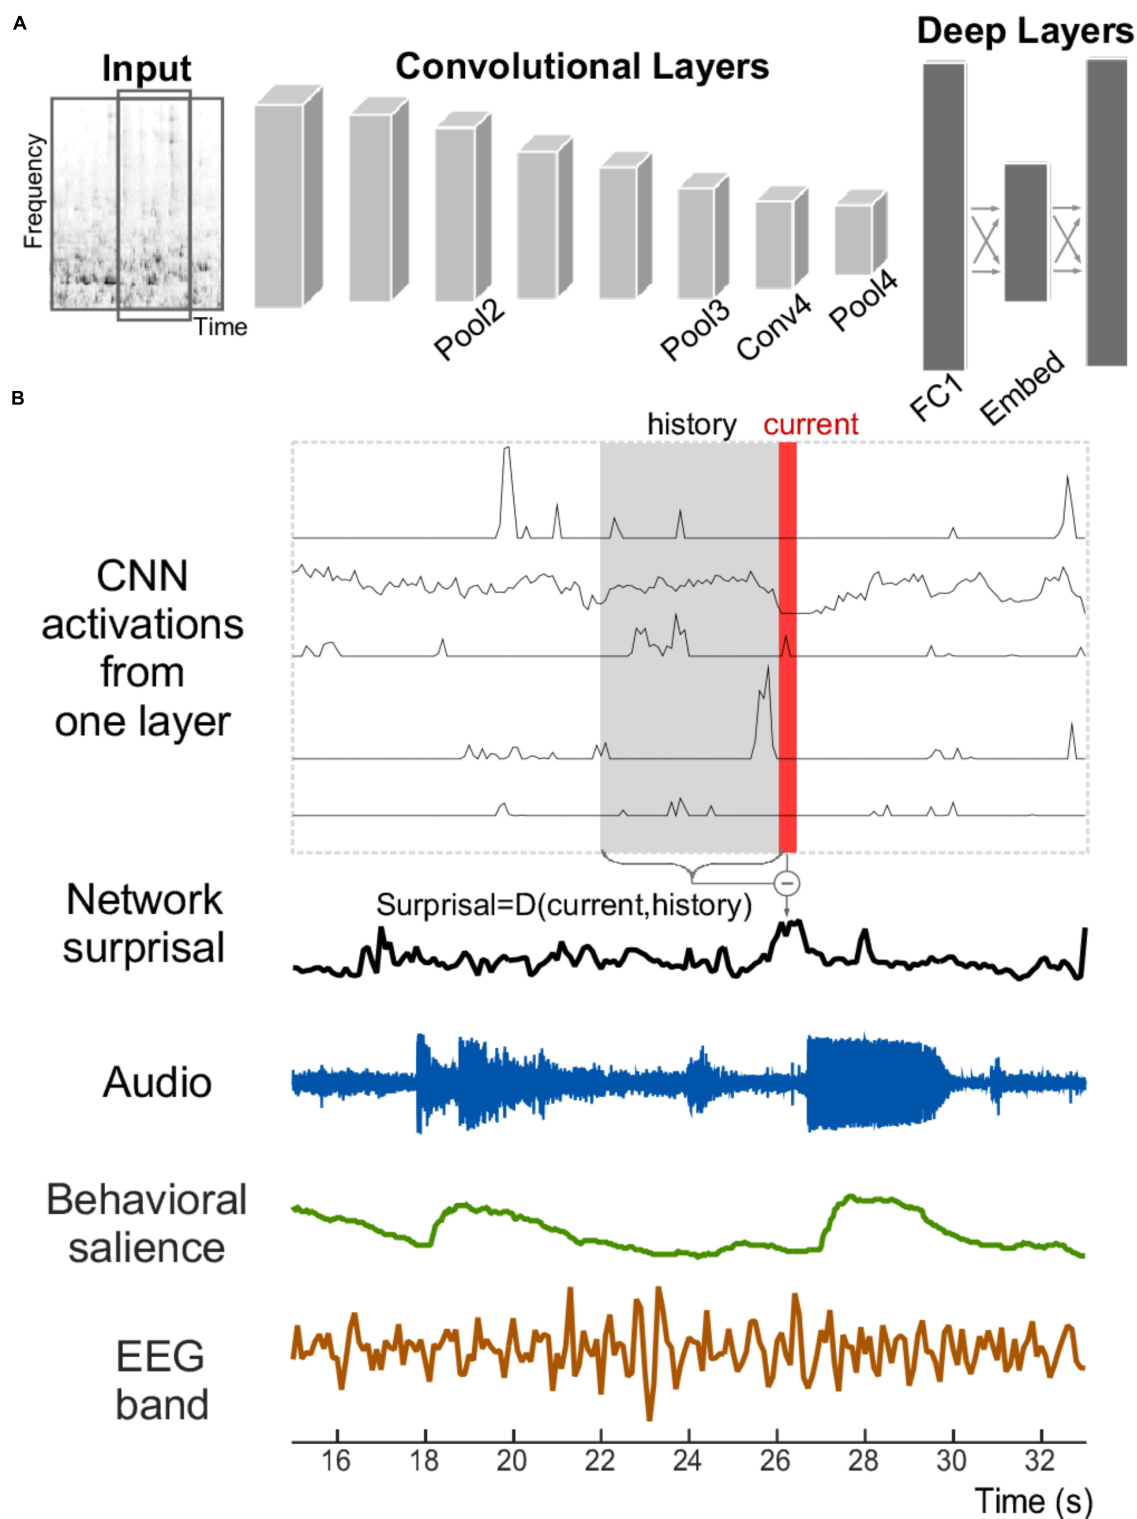 A
Input
Convolutional Layers
Deep Layers
Frequency
Time
Pool2
Pool3
Conv4
Pool4
FC1
Embed
B
history
current
CNN
activations
from
one layer
Network
surprisal
Surprisal=D(current,history)
Audio
Behavioral
salience
EEG
band
16 18 20 22 24 26 28 30 32
Time (s)